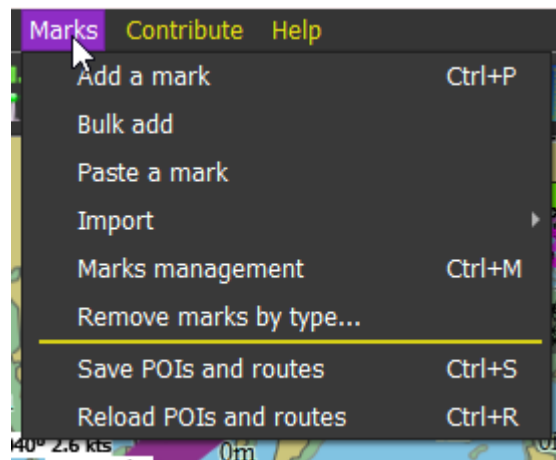 Marks Contribute Help
Add a mark Ctrl+P
Bulk add
Paste a mark
Import
Marks management Ctrl+M
Remove marks by type...
Save POIs and routes Ctrl+S
Reload POIs and routes Ctrl+R
2.6 kts
0m